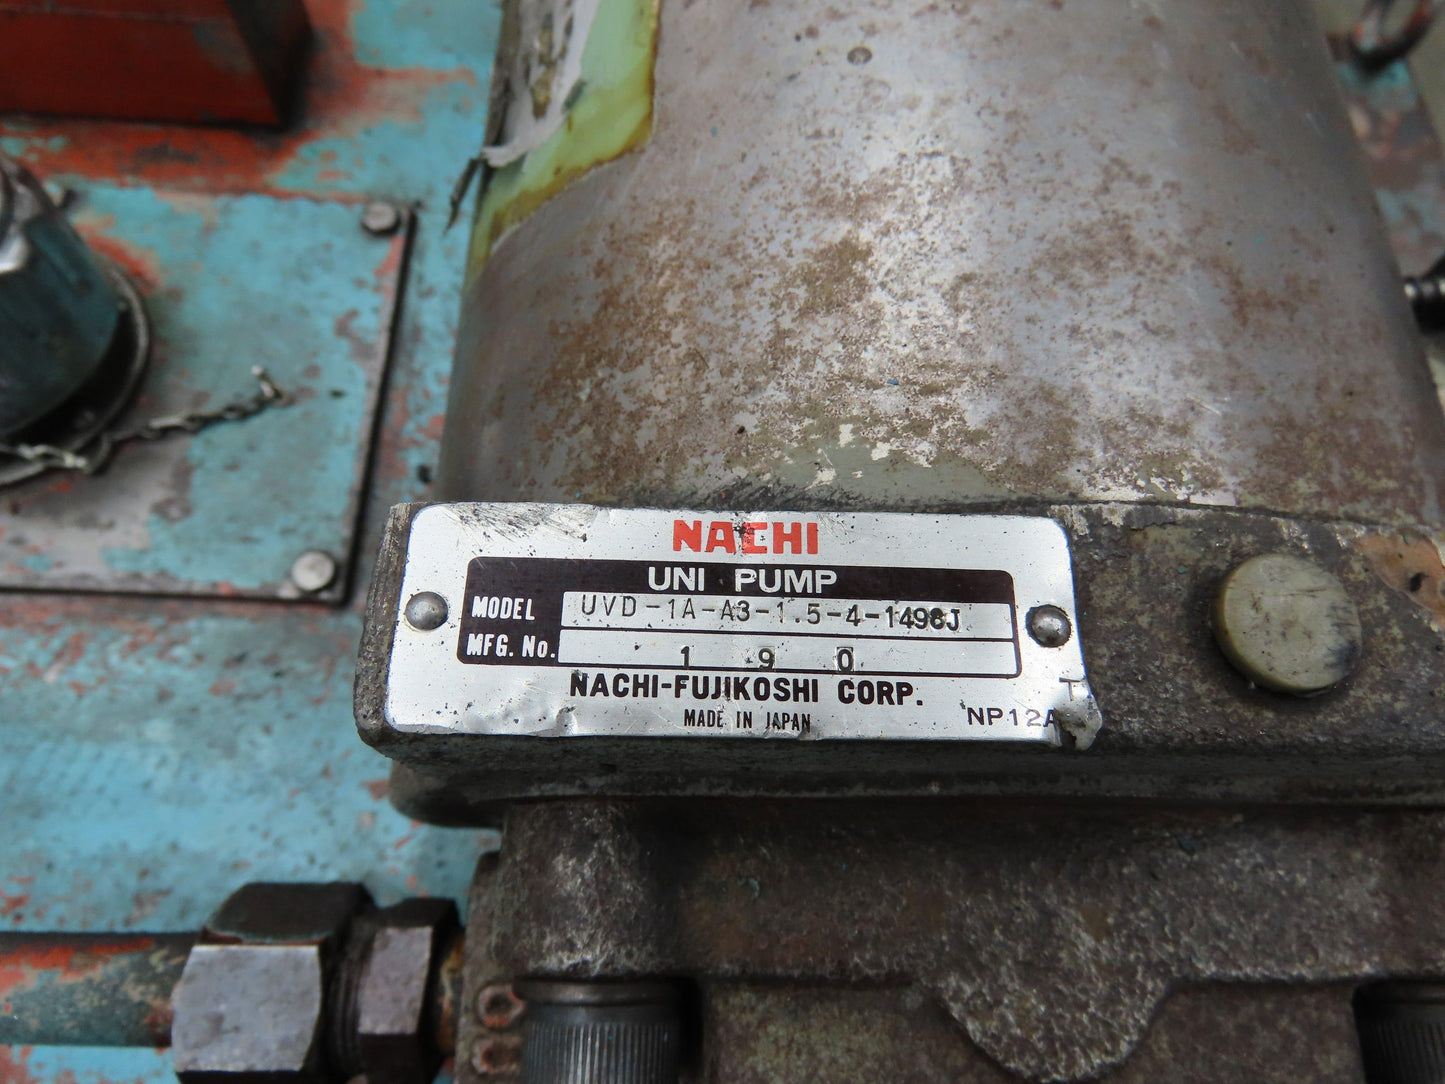 NACHI
UNI PUMP
MODEL UVD-1A-A3-1.5-4-1498J
MFG. No. 1 9 0
NACHI-FUJIKOSHI CORP.
MADE IN JAPAN
NP12A